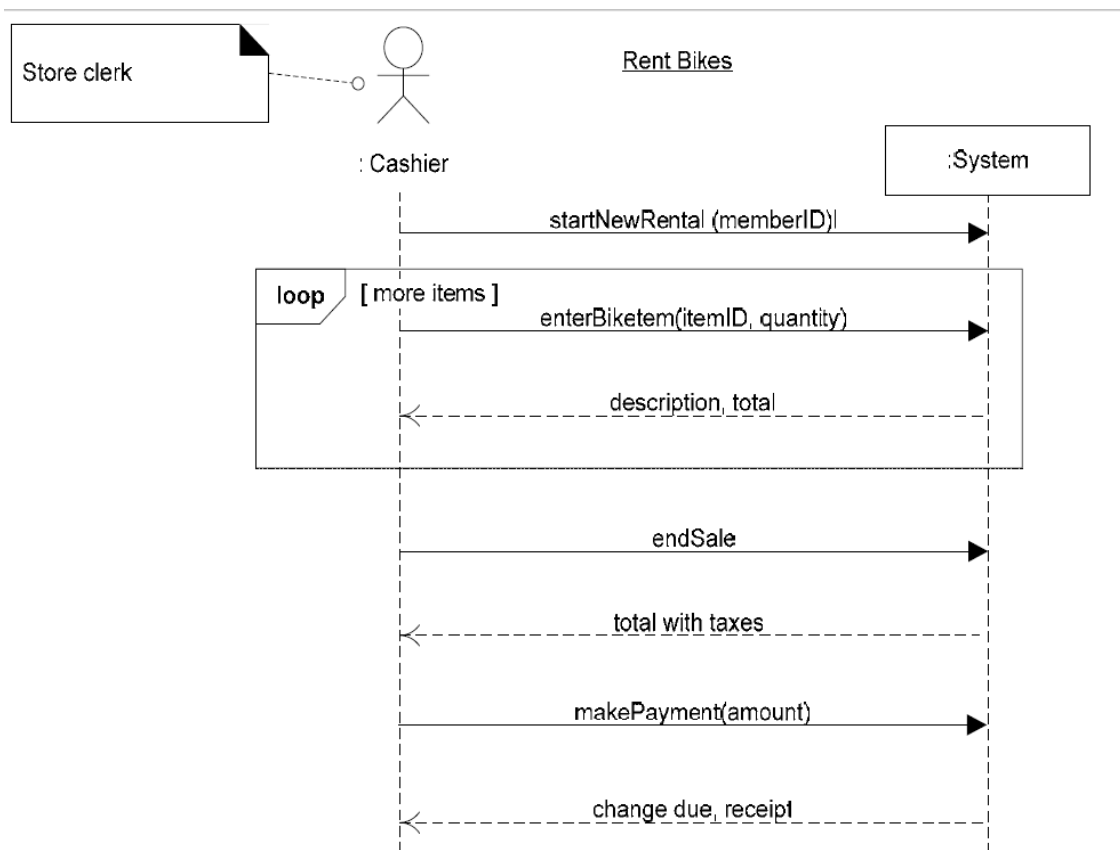 Store clerk
Rent Bikes
: Cashier
:System
startNewRental (memberID)l
loop
[ more items ]
enterBiketem(itemID, quantity)
description, total
endSale
total with taxes
makePayment(amount)
change due, receipt